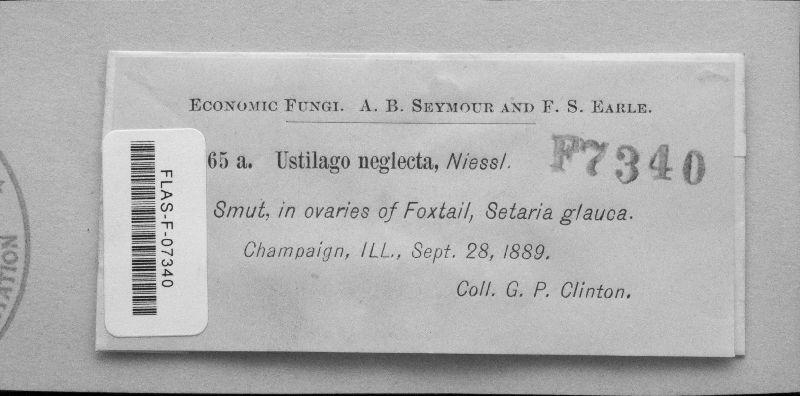 ECONOMIC FUNGI. A. B. SEYMOUR AND F. S. EARLE.
65 a. Ustilago neglecta, Niessl.
F7340
Smut, in ovaries of Foxtail, Setaria glauca.
Champaign, ILL., Sept. 28, 1889.
Coll. G. P. Clinton.
FLAS-F-07340